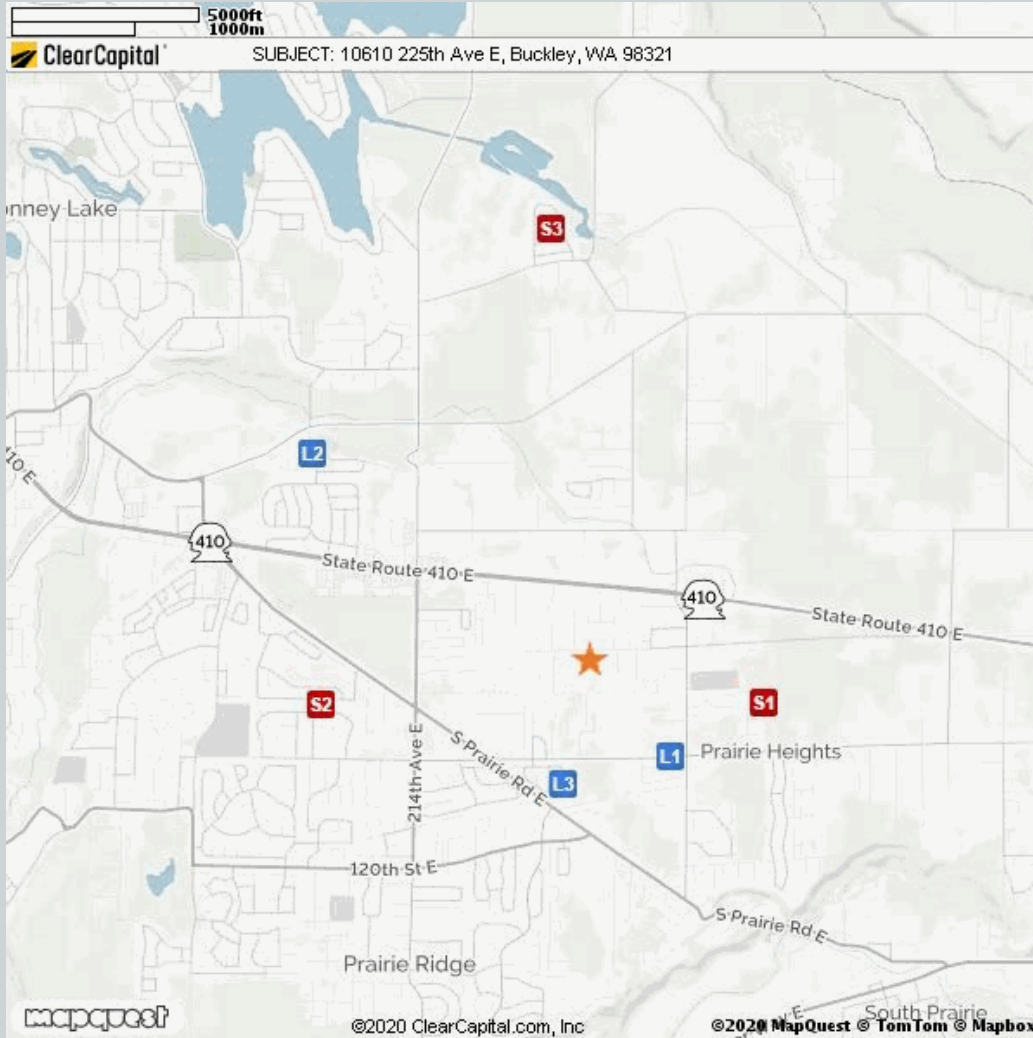 5000ft
1000m
ClearCapital
SUBJECT: 10610 225th Ave E, Buckley, WA 98321
onney Lake
S3
410 E
L2
410
State Route 410 E
410
State Route 410 E
S2
S1
214th Ave E
S Prairie Rd E
L1
Prairie Heights
L3
120th St E
S Prairie Rd E
Prairie Ridge
South Prairie
mapquest
©2020 ClearCapital.com, Inc
©2020 MapQuest © TomTom © Mapbox